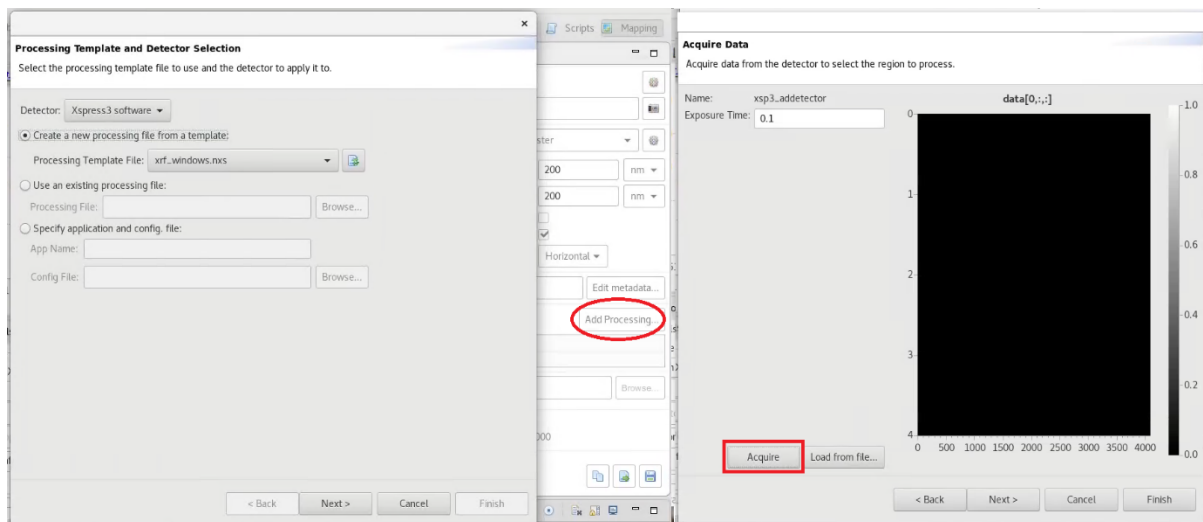 Processing Template and Detector Selection
Select the processing template file to use and the detector to apply it to.
Detector: Xspress3 software
Create a new processing file from a template:
Processing Template File: xrf_windows.nxs
Use an existing processing file:
Processing File: Browse...
Specify application and config. file:
App Name:
Config File: Browse...
< Back Next > Cancel Finish
Scripts Mapping
200 nm
200 nm
Horizontal
Edit metadata...
Add Processing...
Browse...
Acquire Data
Acquire data from the detector to select the region to process.
Name: xsp3_addetector
Exposure Time: 0.1
data[0,:,:]
0
1
2
3
4
0 500 1000 1500 2000 2500 3000 3500 4000
1.0
0.8
0.6
0.4
0.2
0.0
Acquire Load from file...
< Back Next > Cancel Finish